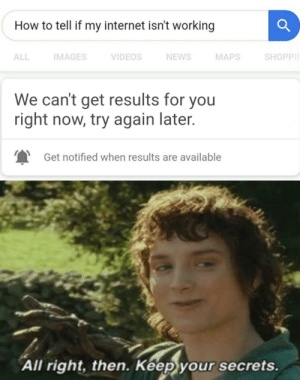 How to tell if my internet isn't working
ALL IMAGES VIDEOS NEWS MAPS SHOPPI
We can't get results for you
right now, try again later.
Get notified when results are available
All right, then. Keep your secrets.